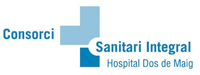 Consorci
Sanitari Integral
Hospital Dos de Maig